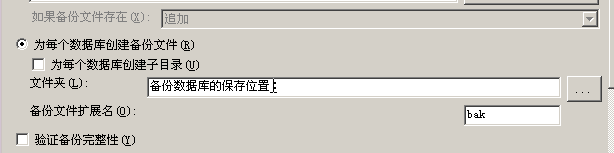 如果备份文件存在(X): 追加
为每个数据库创建备份文件(R)
为每个数据库创建子目录(U)
文件夹(L): 备份数据库的保存位置: ...
备份文件扩展名(O): bak
验证备份完整性(Y)